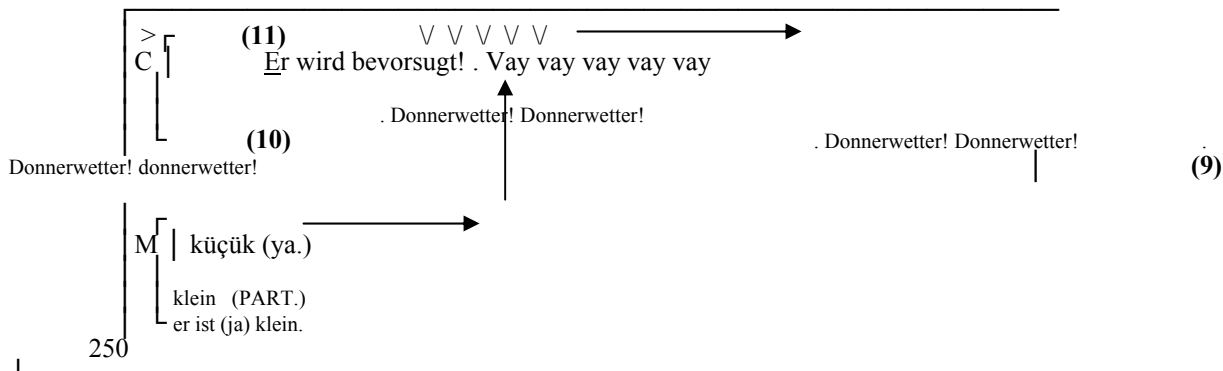 > (11) \/ \/ \/ \/ \/
C Er wird bevorsugt! . Vay vay vay vay vay
. Donnerwetter! Donnerwetter!
(10) . Donnerwetter! Donnerwetter! .
Donnerwetter! donnerwetter! (9)
M küçük (ya.)
klein (PART.)
er ist (ja) klein.
250